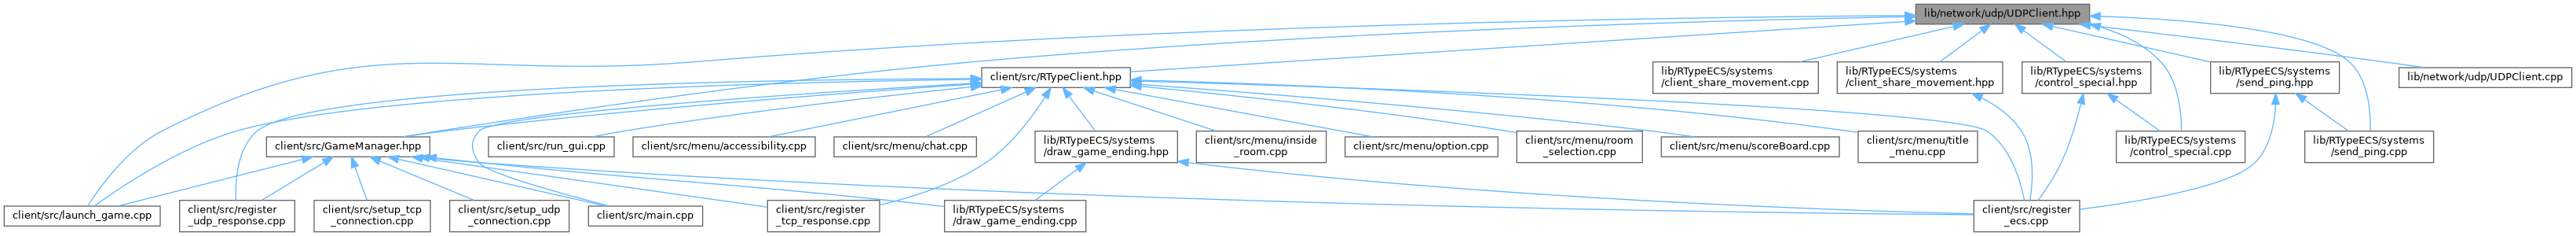 lib/network/udp/UDPClient.hpp
client/src/RTypeClient.hpp
lib/RTypeECS/systems
/client_share_movement.cpp
lib/RTypeECS/systems
/client_share_movement.hpp
lib/RTypeECS/systems
/control_special.hpp
lib/RTypeECS/systems
/send_ping.hpp
lib/network/udp/UDPClient.cpp
client/src/GameManager.hpp
client/src/run_gui.cpp
client/src/menu/accessibility.cpp
client/src/menu/chat.cpp
lib/RTypeECS/systems
/draw_game_ending.hpp
client/src/menu/inside
_room.cpp
client/src/menu/option.cpp
client/src/menu/room
_selection.cpp
client/src/menu/scoreBoard.cpp
client/src/menu/title
_menu.cpp
lib/RTypeECS/systems
/control_special.cpp
lib/RTypeECS/systems
/send_ping.cpp
client/src/launch_game.cpp
client/src/register
_udp_response.cpp
client/src/setup_tcp
_connection.cpp
client/src/setup_udp
_connection.cpp
client/src/main.cpp
client/src/register
_tcp_response.cpp
lib/RTypeECS/systems
/draw_game_ending.cpp
client/src/register
_ecs.cpp